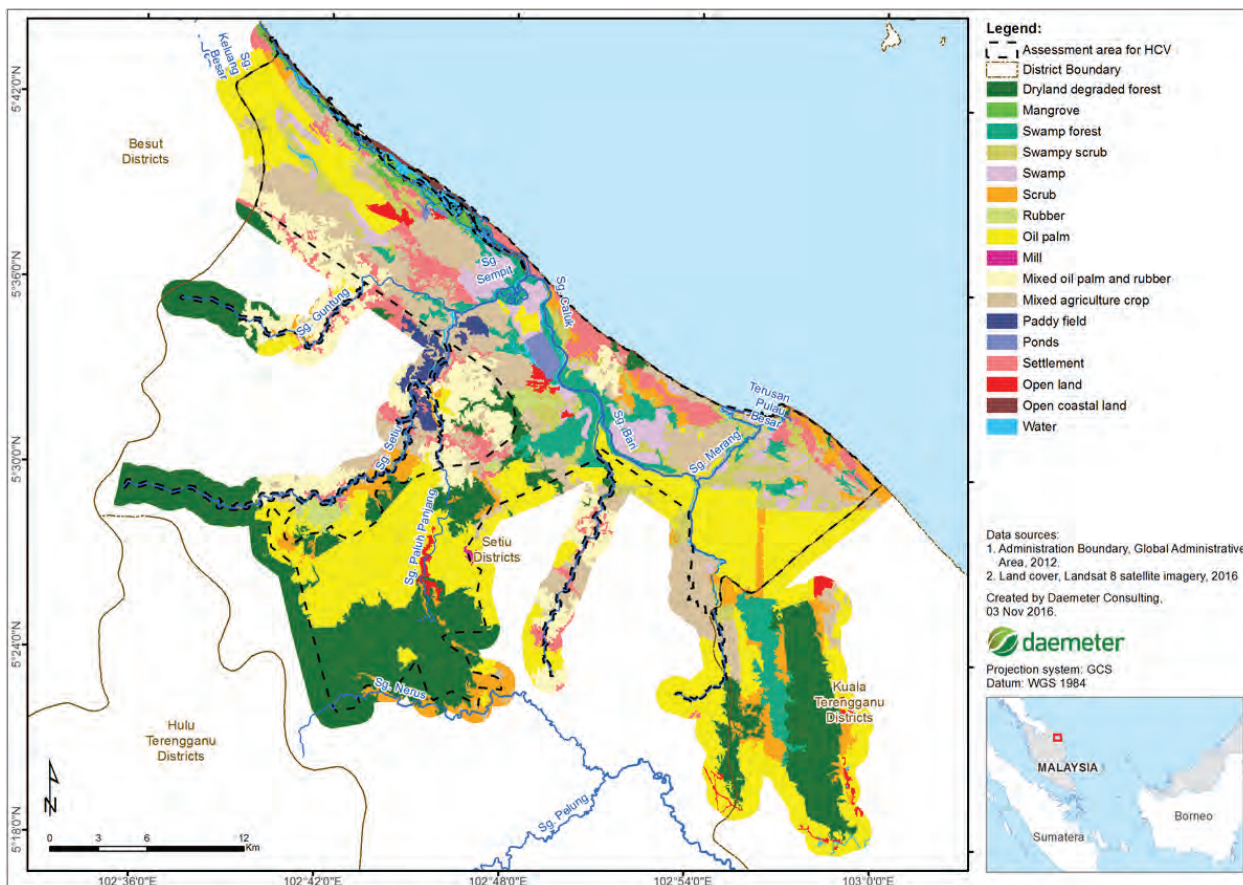 Sg.
Keluang
Besar
Besut
Districts
Sg.
Sempit
Sg. Caluk
Sg. Guntung
Terusan
Pulau
Besar
Sg. Setiu
Sg. Bari
Sg. Merang
Sg. Paluh Panjang
Setiu
Districts
Sg. Nerus
Kuala
Terengganu
Districts
Hulu
Terengganu
Districts
Sg. Pelung
N
0 3 6 12
Km
5°42'0"N
5°36'0"N
5°30'0"N
5°24'0"N
5°18'0"N
102°36'0"E
102°42'0"E
102°48'0"E
102°54'0"E
103°0'0"E
Legend:
Assessment area for HCV
District Boundary
Dryland degraded forest
Mangrove
Swamp forest
Swampy scrub
Swamp
Scrub
Rubber
Oil palm
Mill
Mixed oil palm and rubber
Mixed agriculture crop
Paddy field
Ponds
Settlement
Open land
Open coastal land
Water
Data sources:
1. Administration Boundary, Global Administrative
Area, 2012.
2. Land cover, Landsat 8 satellite imagery, 2016
Created by Daemeter Consulting,
03 Nov 2016.
daemeter
Projection system: GCS
Datum: WGS 1984
MALAYSIA
Borneo
Sumatera